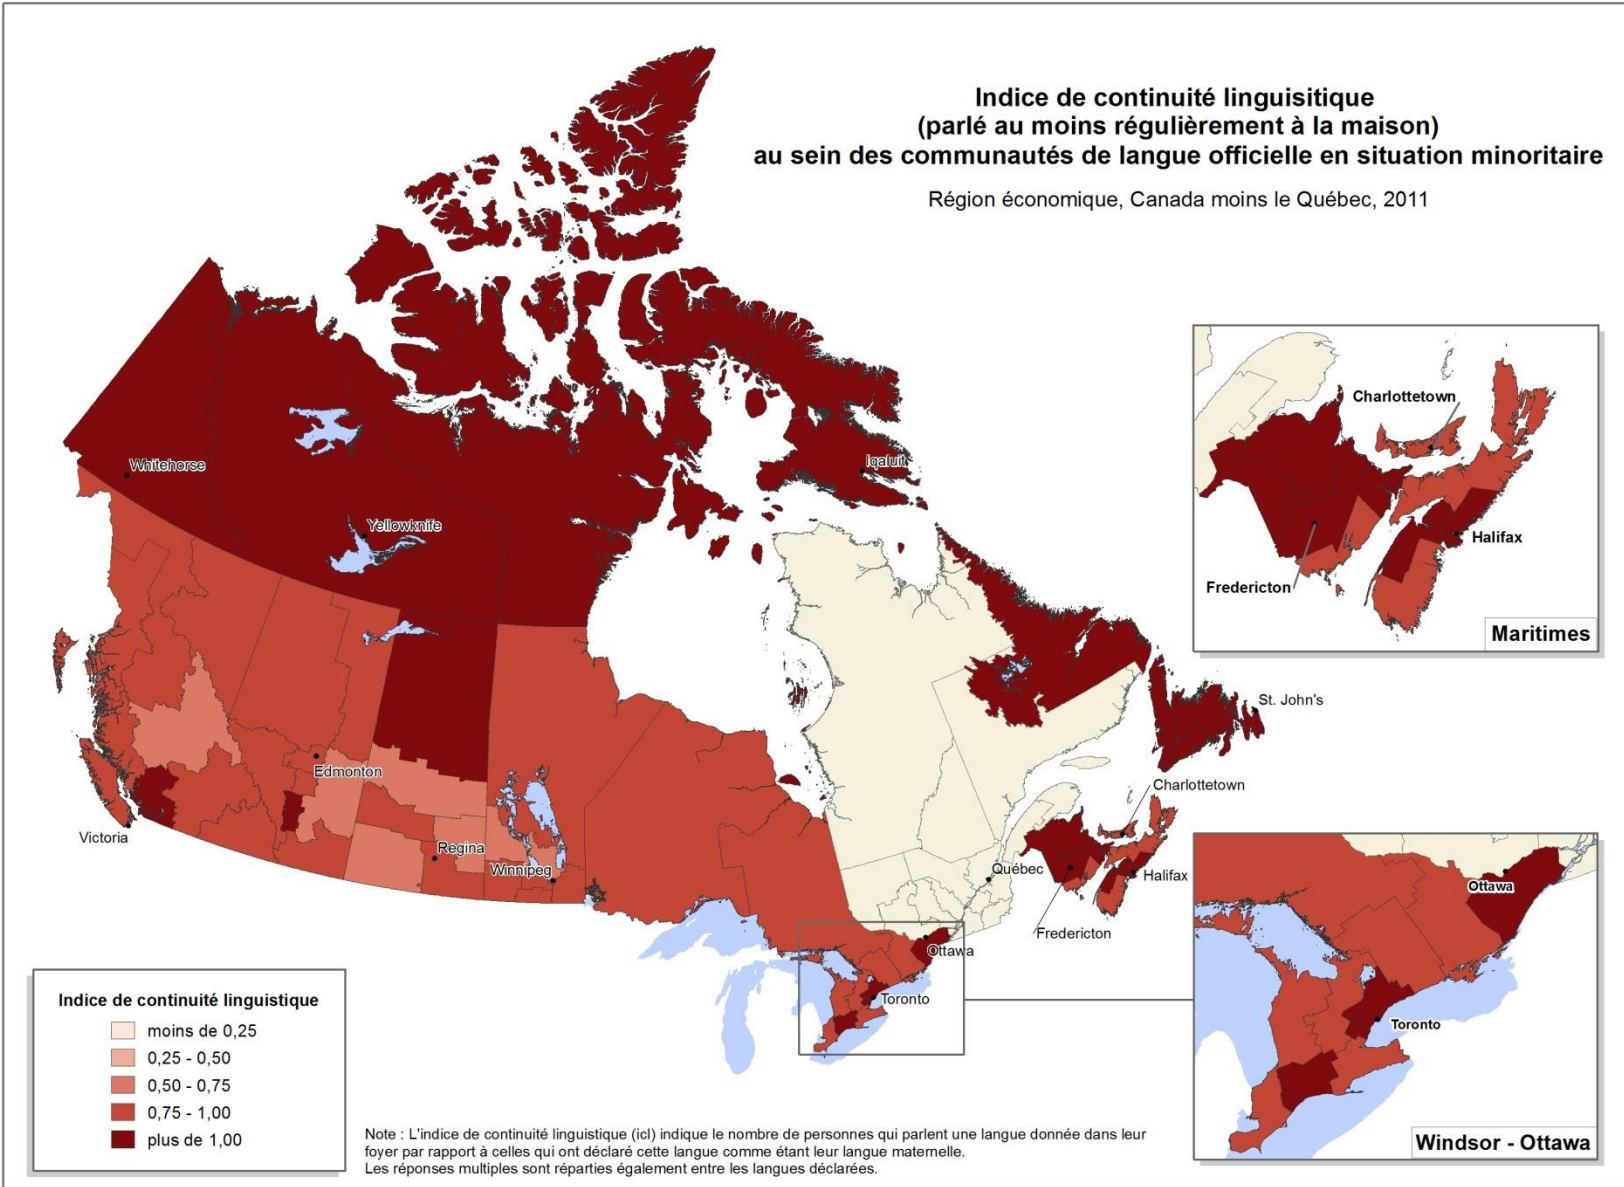 Indice de continuité linguisitique
(parlé au moins régulièrement à la maison)
au sein des communautés de langue officielle en situation minoritaire
Région économique, Canada moins le Québec, 2011
Whitehorse
Yellowknife
Iqaluit
Edmonton
Victoria
Regina
Winnipeg
St. John's
Charlottetown
Québec
Halifax
Fredericton
Ottawa
Toronto
Charlottetown
Halifax
Fredericton
Maritimes
Ottawa
Toronto
Windsor - Ottawa
Indice de continuité linguistique
moins de 0,25
0,25 - 0,50
0,50 - 0,75
0,75 - 1,00
plus de 1,00
Note : L'indice de continuité linguistique (icl) indique le nombre de personnes qui parlent une langue donnée dans leur
foyer par rapport à celles qui ont déclaré cette langue comme étant leur langue maternelle.
Les réponses multiples sont réparties également entre les langues déclarées.